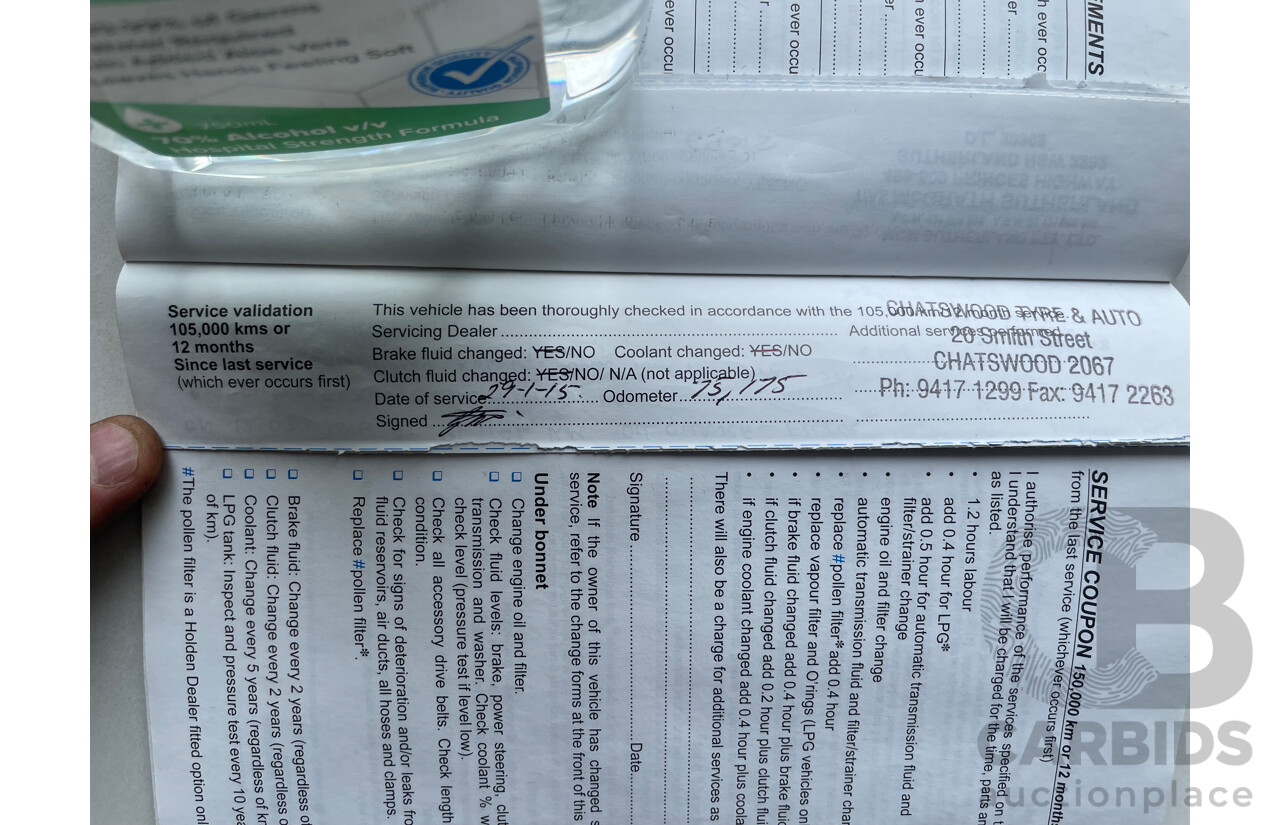 70% Alcohol v/v
Hospital Strength Formula
Leaves Hands Feeling Soft
750mL
MENTS
Service validation
105,000 kms or
12 months
Since last service
(which ever occurs first)
This vehicle has been thoroughly checked in accordance with the 105,000
Servicing Dealer
Additional services performed
Brake fluid changed: YES/NO Coolant changed: YES/NO
Clutch fluid changed: YES/NO/ N/A (not applicable)
Date of service 29-1-15. Odometer 75,175
Signed
CHATSWOOD TYRE & AUTO
20 Smith Street
CHATSWOOD 2067
Ph: 9417 1299 Fax: 9417 2263
SERVICE COUPON 150,000 km or 12 months
from the last service (whichever occurs first)
I authorise performance of the services specified on
I understand that I will be charged for the time, parts
as listed.
• 1.2 hours labour
• add 0.4 hour for LPG*
• add 0.5 hour for automatic transmission fluid and
filter/strainer change
• engine oil and filter change
• automatic transmission fluid and filter/strainer
• replace #pollen filter* add 0.4 hour
• replace vapour filter and O'rings (LPG vehicles
• if brake fluid changed add 0.4 hour plus brake
• if clutch fluid changed add 0.2 hour plus clutch
• if engine coolant changed add 0.4 hour plus
There will also be a charge for additional services as
Signature Date
Note If the owner of this vehicle has changed
service, refer to the change forms at the front of this
Under bonnet
Change engine oil and filter.
Check fluid levels: brake, power steering,
transmission and washer. Check coolant %
check level (pressure test if level low).
Check all accessory drive belts. Check length
condition.
Check for signs of deterioration and/or leaks
fluid reservoirs, air ducts, all hoses and clamps.
Replace #pollen filter*.
Brake fluid: Change every 2 years (regardless of
Clutch fluid: Change every 2 years (regardless
Coolant: Change every 5 years (regardless of
LPG tank: Inspect and pressure test every 10
of km).
#The pollen filter is a Holden Dealer fitted option
CB
CARBIDS
uctionplace